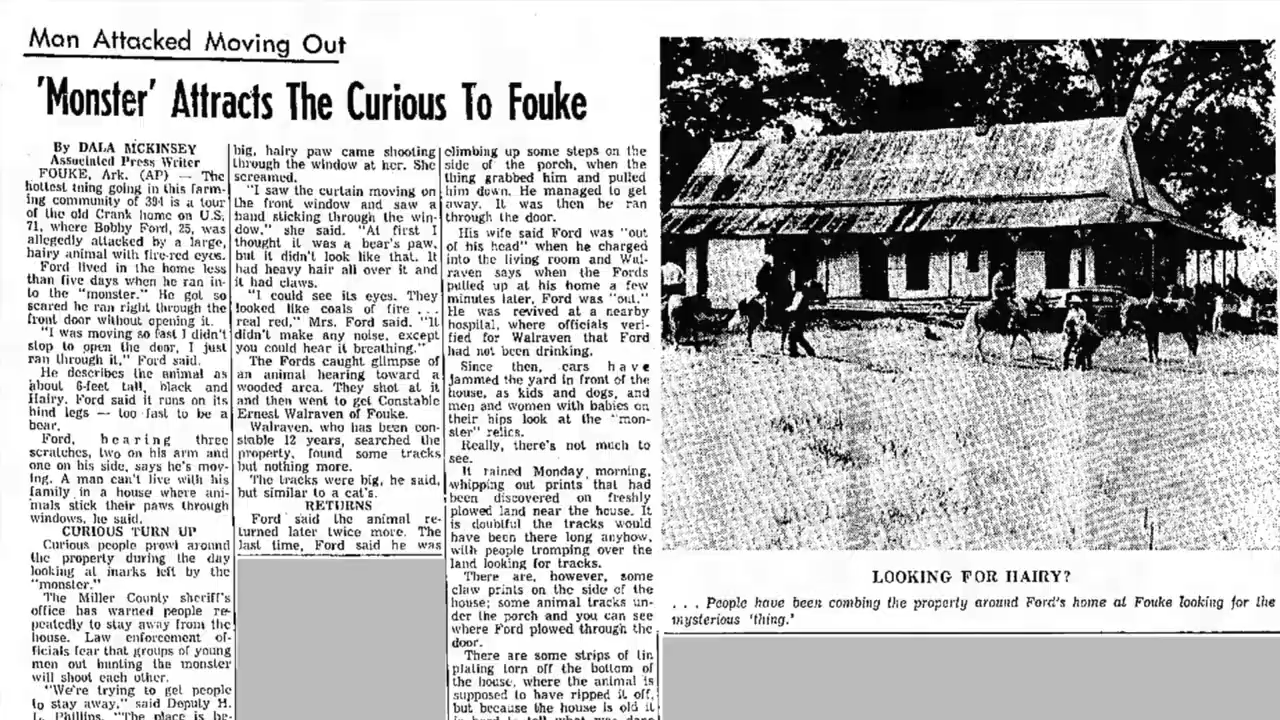 Man Attacked Moving Out
'Monster' Attracts The Curious To Fouke
By DALA McKINSEY
Associated Press Writer
FOUKE, Ark. (AP) — The
hottest thing going in this farm-
ing community of 394 is a tour
of the old Crank home on U.S.
71, where Bobby Ford, 25, was
allegedly attacked by a large,
hairy animal with fire-red eyes.
Ford lived in the home less
than five days when he ran in-
to the "monster." He got so
scared he ran right through the
front door without opening it.
"I was moving so fast I didn't
stop to open the door, I just
ran through it," Ford said.
He describes the animal as
about 6-feet tall, black and
Hairy. Ford said it runs on its
hind legs — too fast to be a
bear.
Ford, hearing three
scratches, two on his arm and
one on his side, says he's mov-
ing. A man can't live with his
family in a house where ani-
mals stick their paws through
windows, he said.
CURIOUS TURN UP
Curious people prowl around
the property during the day
looking at marks left by the
"monster."
The Miller County sheriff's
office has warned people re-
peatedly to stay away from the
house. Law enforcement of-
ficials fear that groups of young
men out hunting the monster
will shoot each other.
"We're trying to get people
to stay away," said Deputy H.
L. Phillips. "The place is be-
big, hairy paw came shooting
through the window at her. She
screamed.
"I saw the curtain moving on
the front window and saw a
hand sticking through the win-
dow," she said. "At first I
thought it was a bear's paw,
but it didn't look like that. It
had heavy hair all over it and
it had claws.
"I could see its eyes. They
looked like coals of fire . . .
real red," Mrs. Ford said. "It
didn't make any noise, except
you could hear it breathing."
The Fords caught glimpse of
an animal hearing toward a
wooded area. They shot at it
and then went to get Constable
Ernest Walraven of Fouke.
Walraven, who has been con-
stable 12 years, searched the
property, found some tracks
but nothing more.
The tracks were big, he said,
but similar to a cat's.
RETURNS
Ford said the animal re-
turned later twice more. The
last time, Ford said he was
climbing up some steps on the
side of the porch, when the
thing grabbed him and pulled
him down. He managed to get
away. It was then he ran
through the door.
His wife said Ford was "out
of his head" when he charged
into the living room and Wal-
raven says when the Fords
pulled up at his home a few
minutes later, Ford was "out."
He was revived at a nearby
hospital, where officials veri-
fied for Walraven that Ford
had not been drinking.
Since then, cars have
jammed the yard in front of the
house, as kids and dogs, and
men and women with babies on
their hips look at the "mon-
ster" relics.
Really, there's not much to
see.
It rained Monday morning,
whipping out prints that had
been discovered on freshly
plowed land near the house. It
is doubtful the tracks would
have been there long anyhow,
with people tromping over the
land looking for tracks.
There are, however, some
claw prints on the side of the
house; some animal tracks un-
der the porch and you can see
where Ford plowed through the
door.
There are some strips of tin
plating torn off the bottom of
the house, where the animal is
supposed to have ripped it off,
but because the house is old it
LOOKING FOR HAIRY?
. . . People have been combing the property around Ford's home at Fouke looking for the
mysterious 'thing.'